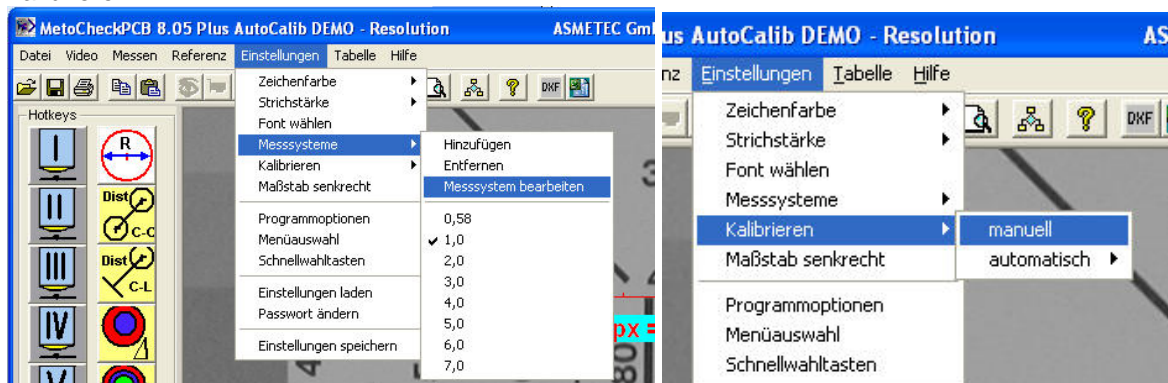 MetoCheckPCB 8.05 Plus AutoCalib DEMO - Resolution ASMETEC Gm
Datei Video Messen Referenz Einstellungen Tabelle Hilfe
DXF
Hotkeys
I
R
II
Dist
C-C
III
Dist
C-L
IV
V
Zeichenfarbe
Strichstärke
Font wählen
Messsysteme
Kalibrieren
Maßstab senkrecht
Programmoptionen
Menüauswahl
Schnellwahltasten
Einstellungen laden
Passwort ändern
Einstellungen speichern
Hinzufügen
Entfernen
Messsystem bearbeiten
0,58
1,0
2,0
3,0
4,0
5,0
6,0
7,0
px =
us AutoCalib DEMO - Resolution AS
nz Einstellungen Tabelle Hilfe
DXF
Zeichenfarbe
Strichstärke
Font wählen
Messsysteme
Kalibrieren
Maßstab senkrecht
Programmoptionen
Menüauswahl
Schnellwahltasten
manuell
automatisch